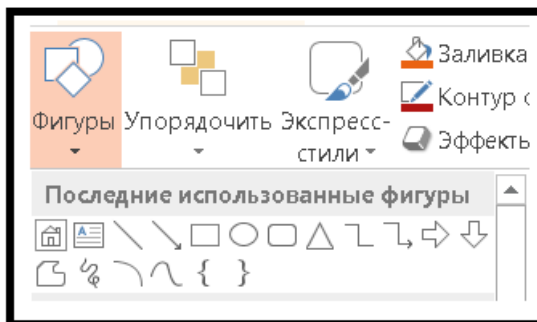 Заливка
Контур
Эффекты
Фигуры Упорядочить Экспресс-
стили
Последние использованные фигуры